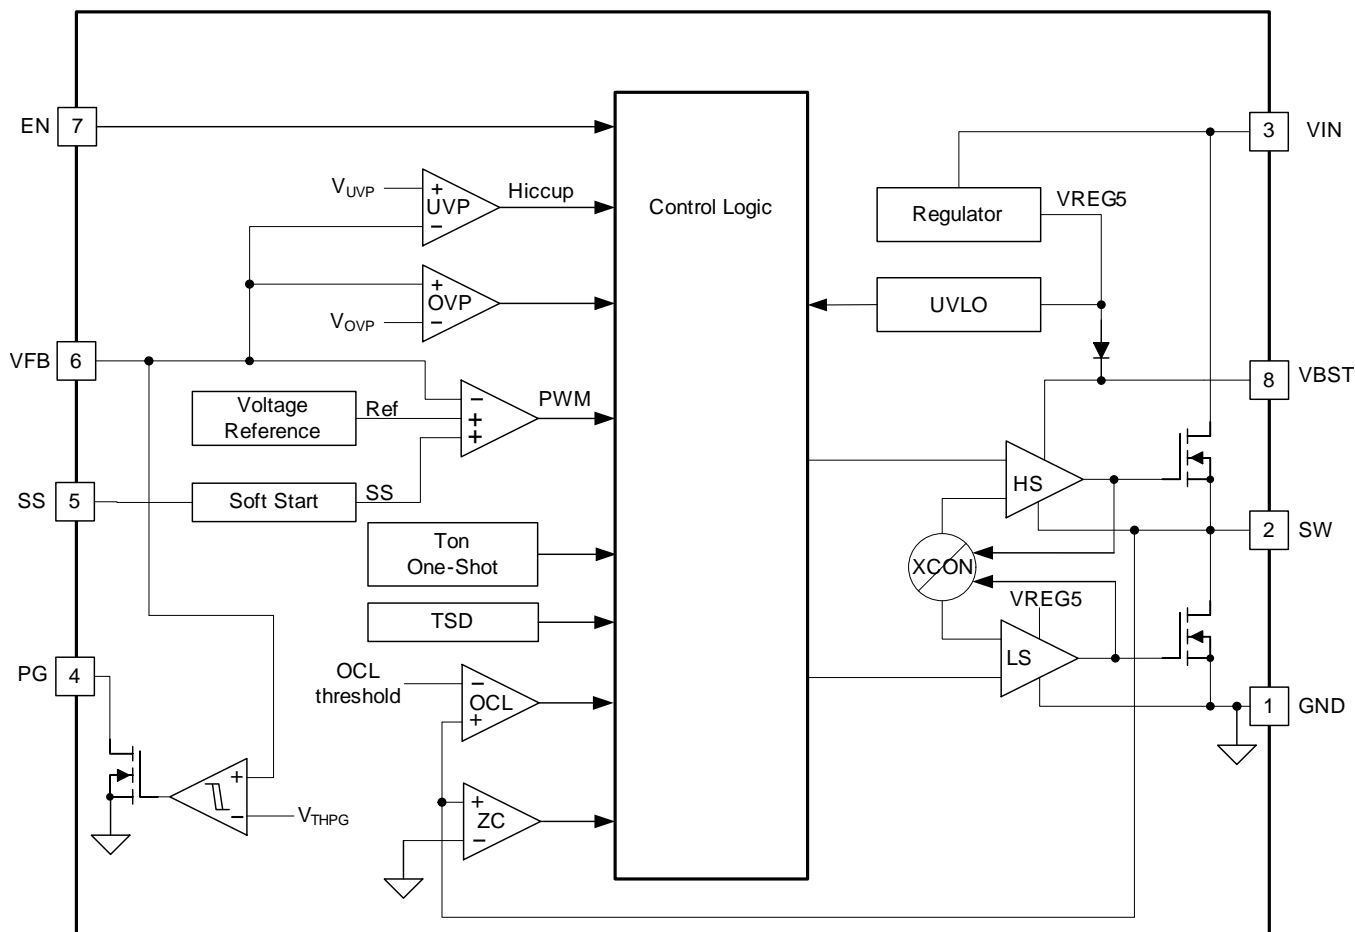 EN 7
3 VIN
VUVP
+
UVP
−
Hiccup
Control Logic
Regulator
VREG5
+
OVP
−
VOVP
UVLO
VFB 6
8 VBST
Voltage
Reference
Ref
−
+
+
PWM
SS 5
Soft Start
SS
HS
2 SW
Ton
One-Shot
XCON
VREG5
TSD
LS
PG 4
OCL
threshold
−
OCL
+
1 GND
+
−
VTHPG
+
ZC
−